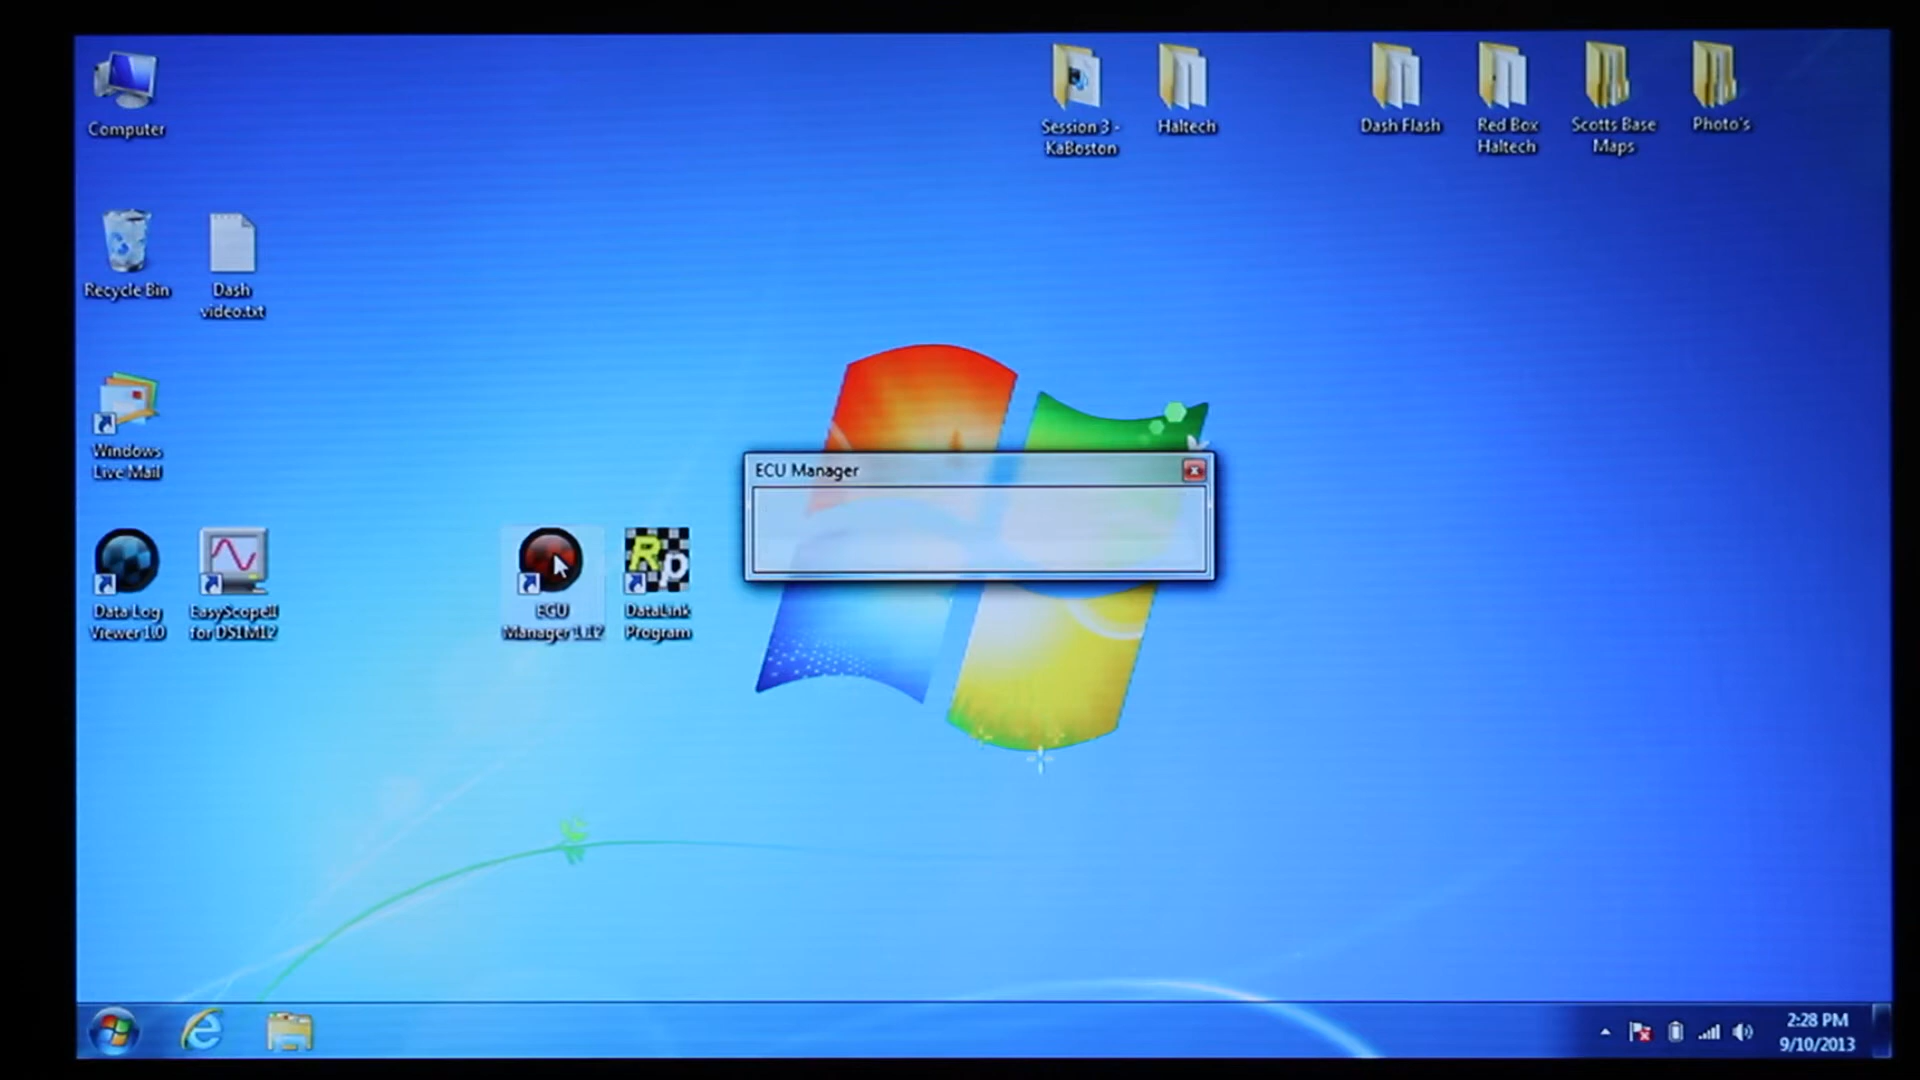 Computer
Session 3 -
KaBoston
Haltech
Dash Flash
Red Box
Haltech
Scotts Base
Maps
Photo's
Recycle Bin
Dash
video.txt
Windows
Live Mail
ECU Manager
Data Log
Viewer 1.0
EasyScopeII
for DS1M12
ECU
Manager 1.12
Rp
DataLink
Program
2:28 PM
9/10/2013